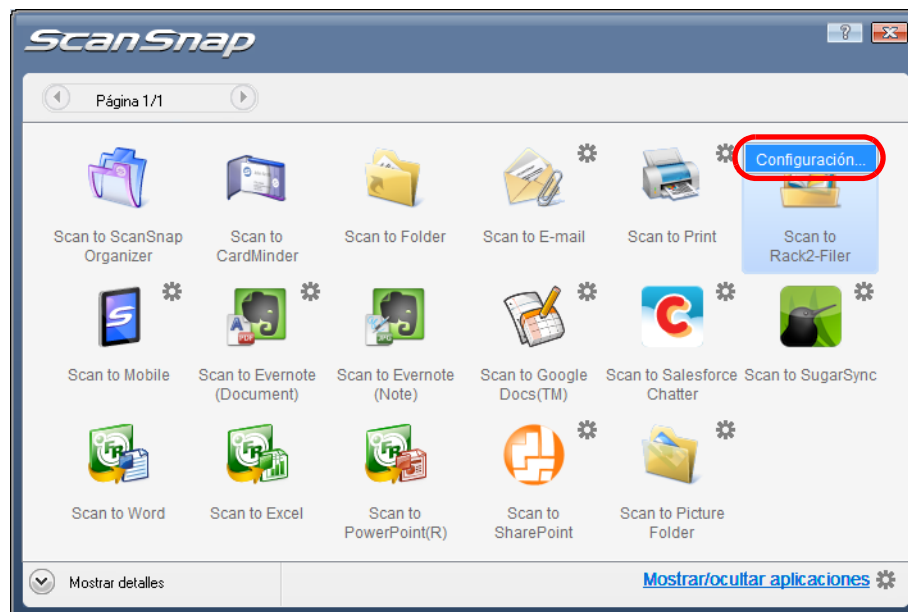 ScanSnap
?
Página 1/1
Configuración...
Scan to ScanSnap
Organizer
Scan to
CardMinder
Scan to Folder
Scan to E-mail
Scan to Print
Scan to
Rack2-Filer
Scan to Mobile
Scan to Evernote
(Document)
Scan to Evernote
(Note)
Scan to Google
Docs(TM)
Scan to Salesforce
Chatter
Scan to SugarSync
Scan to Word
Scan to Excel
Scan to
PowerPoint(R)
Scan to
SharePoint
Scan to Picture
Folder
Mostrar detalles
Mostrar/ocultar aplicaciones